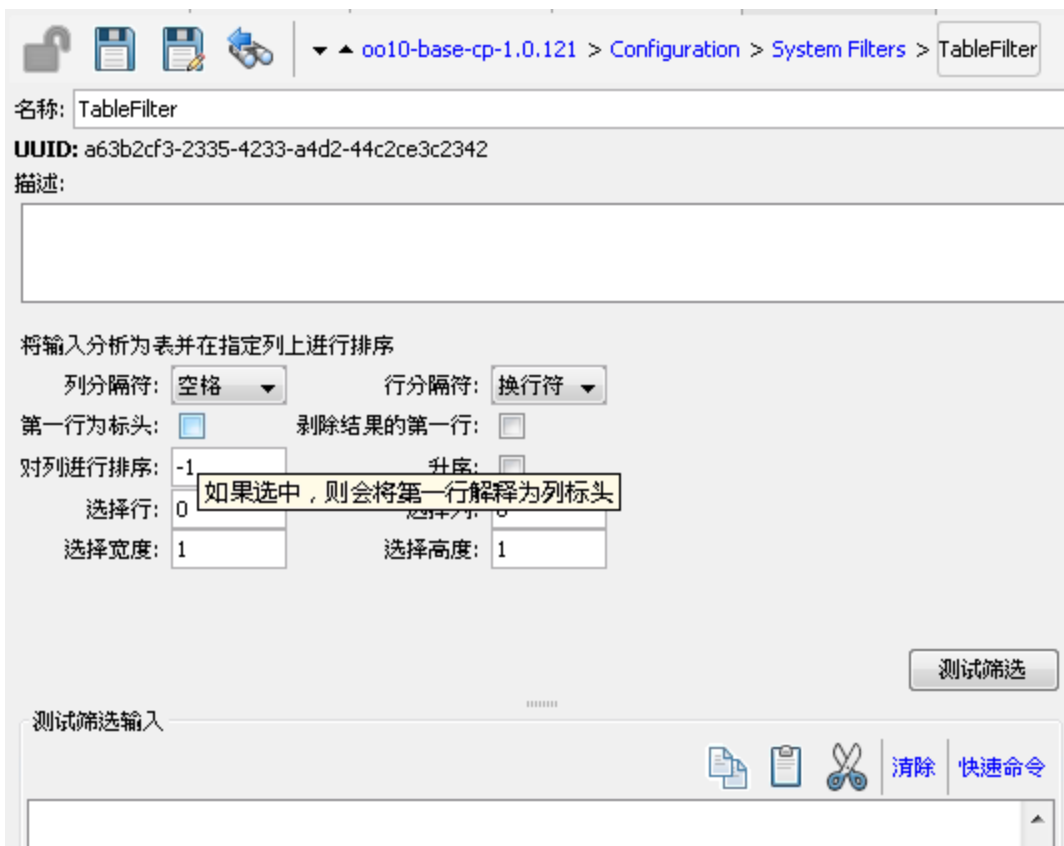 oo10-base-cp-1.0.121 > Configuration > System Filters > TableFilter
名称: TableFilter
UUID: a63b2cf3-2335-4233-a4d2-44c2ce3c2342
描述:
将输入分析为表并在指定列上进行排序
列分隔符: 空格 行分隔符: 换行符
第一行为标头: 剥除结果的第一行:
对列进行排序: -1 升序:
如果选中，则会将第一行解释为列标头
选择行: 0 选择列: 0
选择宽度: 1 选择高度: 1
测试筛选
测试筛选输入
清除 快速命令